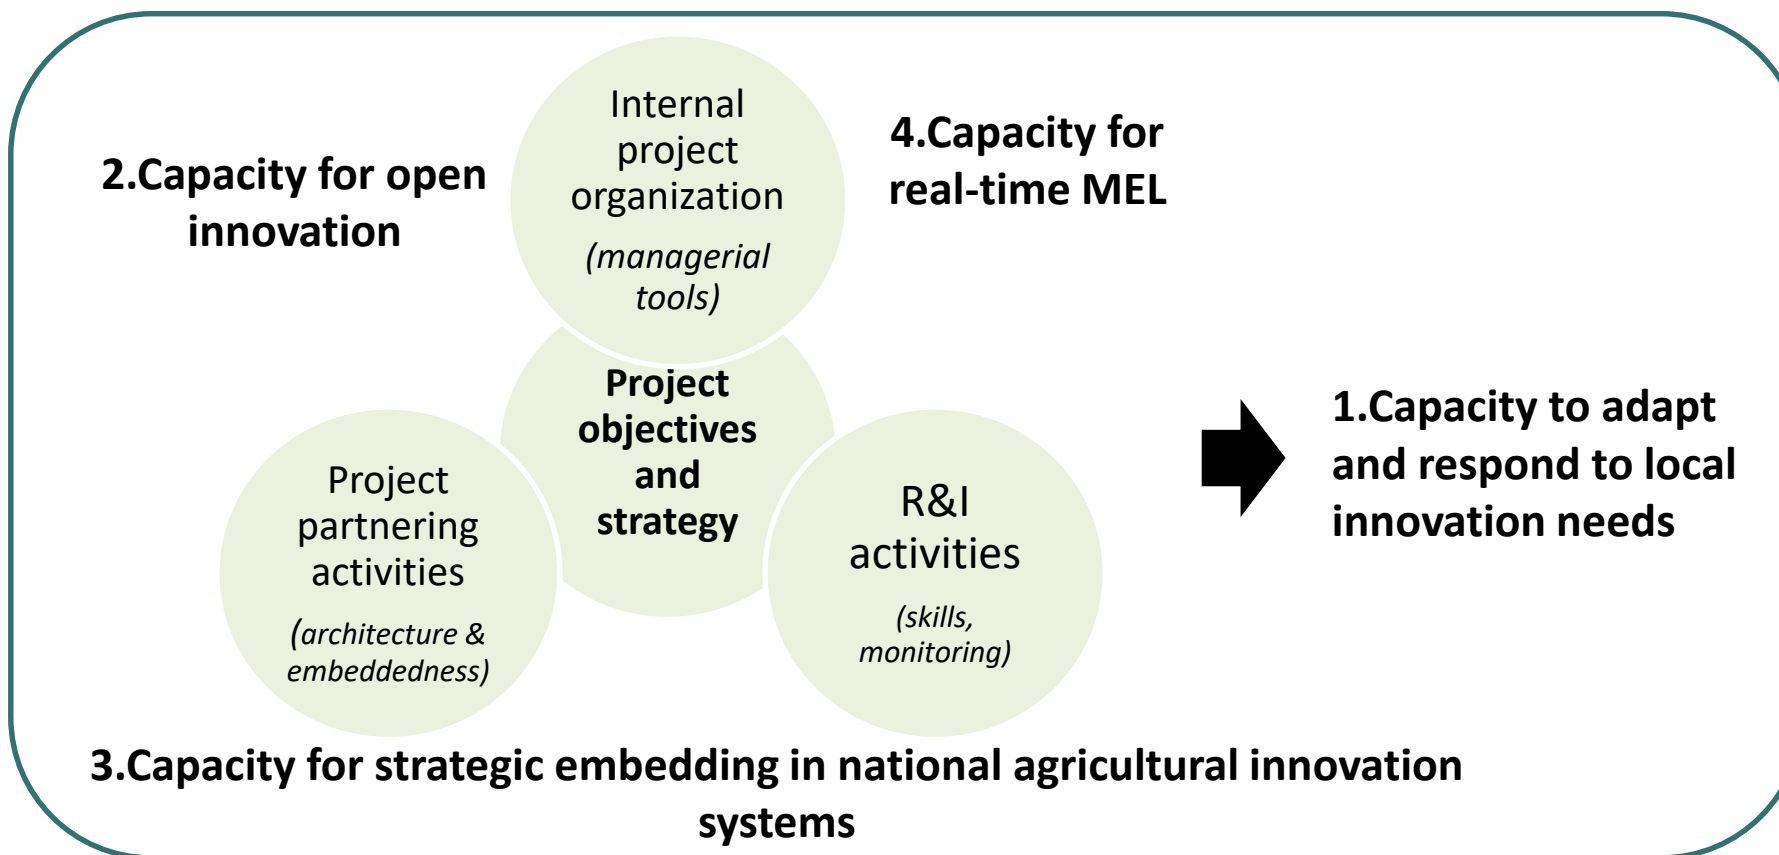 Internal
project
organization
(managerial
tools)
2.Capacity for open
innovation
4.Capacity for
real-time MEL
Project
objectives
and
strategy
Project
partnering
activities
(architecture &
embeddedness)
R&I
activities
(skills,
monitoring)
1.Capacity to adapt
and respond to local
innovation needs
3.Capacity for strategic embedding in national agricultural innovation
systems